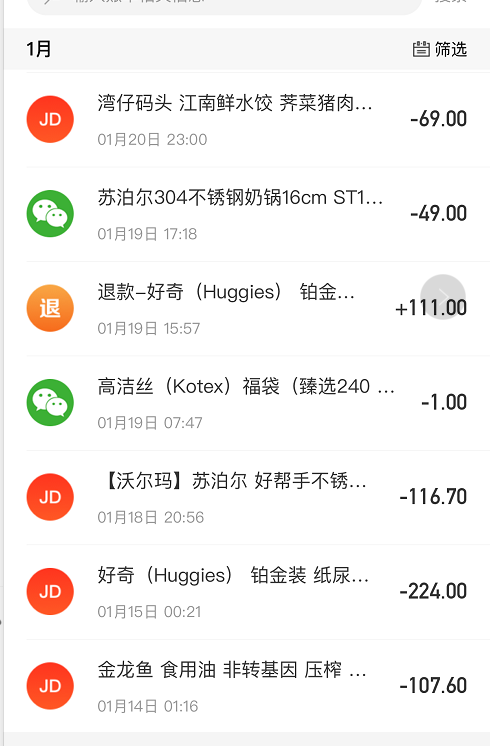 1月
筛选
JD
湾仔码头 江南鲜水饺 荠菜猪肉...
-69.00
01月20日 23:00
苏泊尔304不锈钢奶锅16cm ST1...
-49.00
01月19日 17:18
退
退款-好奇（Huggies） 铂金...
+111.00
01月19日 15:57
高洁丝（Kotex）福袋（臻选240 ...
-1.00
01月19日 07:47
JD
【沃尔玛】苏泊尔 好帮手不锈...
-116.70
01月18日 20:56
JD
好奇（Huggies） 铂金装 纸尿...
-224.00
01月15日 00:21
JD
金龙鱼 食用油 非转基因 压榨 ...
-107.60
01月14日 01:16